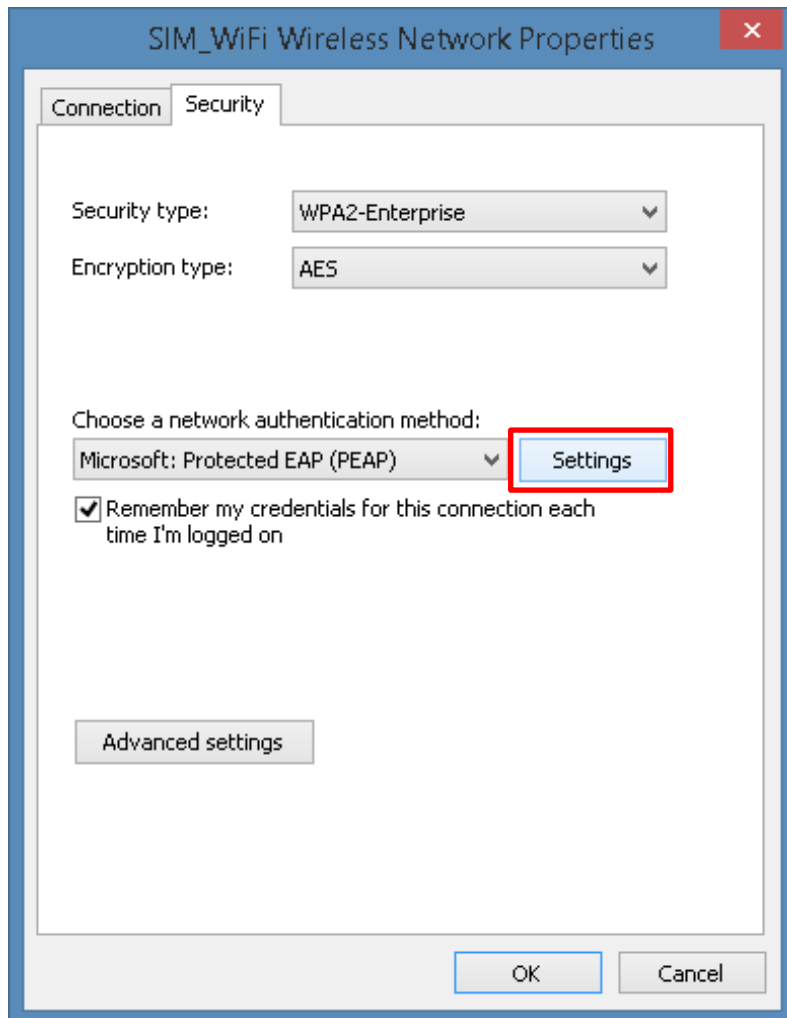 SIM_WiFi Wireless Network Properties
Connection
Security
Security type:
WPA2-Enterprise
Encryption type:
AES
Choose a network authentication method:
Microsoft: Protected EAP (PEAP)
Settings
Remember my credentials for this connection each
time I'm logged on
Advanced settings
OK
Cancel